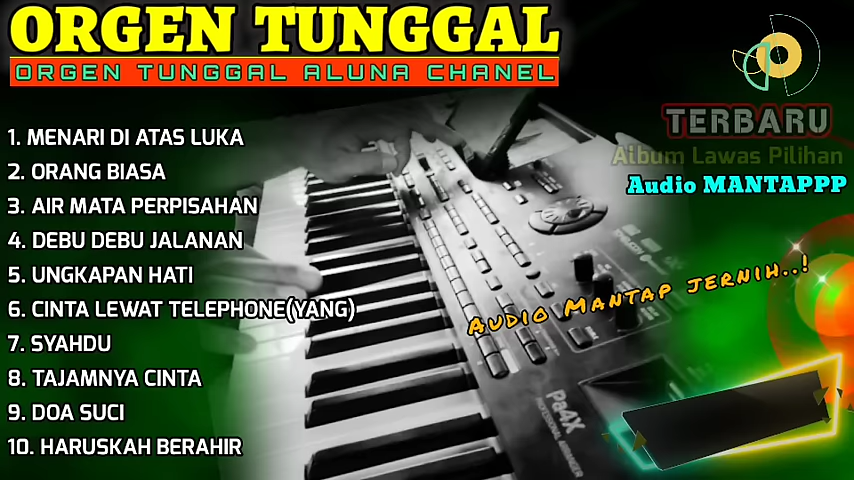 ORGEN TUNGGAL
ORGEN TUNGGAL ALUNA CHANEL
TERBARU
Album Lawas Pilihan
Audio MANTAPPP
1. MENARI DI ATAS LUKA
2. ORANG BIASA
3. AIR MATA PERPISAHAN
4. DEBU DEBU JALANAN
5. UNGKAPAN HATI
6. CINTA LEWAT TELEPHONE(YANG)
7. SYAHDU
8. TAJAMNYA CINTA
9. DOA SUCI
10. HARUSKAH BERAHIR
AUDIO MANTAP JERNIH..!
Pa4X
PROFESSIONAL ARRANGER